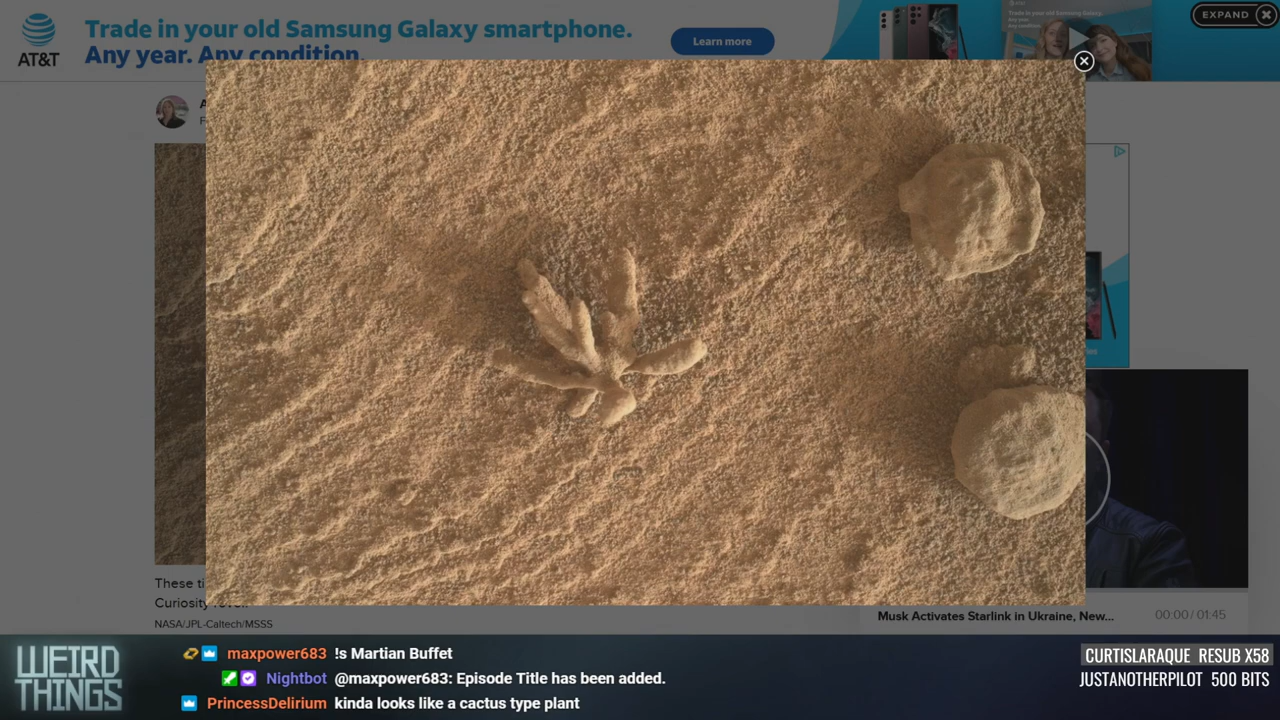 Trade in your old Samsung Galaxy smartphone.
Any year. Any condition.
AT&T
Learn more
EXPAND
These ti
Curiosity
NASA/JPL-Caltech/MSSS
Musk Activates Starlink in Ukraine, New...
00:00 / 01:45
WEIRD
THINGS
maxpower683 !s Martian Buffet
Nightbot @maxpower683: Episode Title has been added.
PrincessDelirium kinda looks like a cactus type plant
CURTISLARAQUE RESUB X58
JUSTANOTHERPILOT 500 BITS